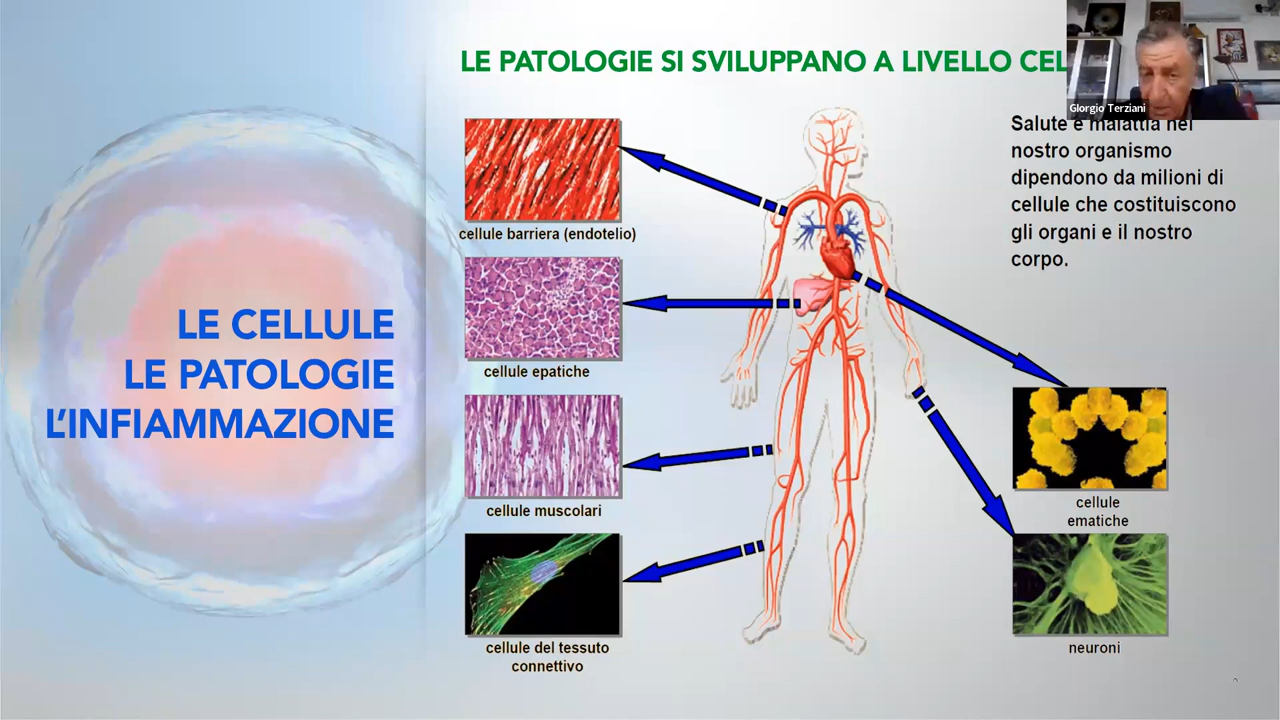 LE PATOLOGIE SI SVILUPPANO A LIVELLO CEL
GIorgio Terziani
Salute e malattia nel
nostro organismo
dipendono da milioni di
cellule che costituiscono
gli organi e il nostro
corpo.
LE CELLULE
LE PATOLOGIE
L'INFIAMMAZIONE
cellule barriera (endotelio)
cellule epatiche
cellule muscolari
cellule del tessuto
connettivo
cellule
ematiche
neuroni